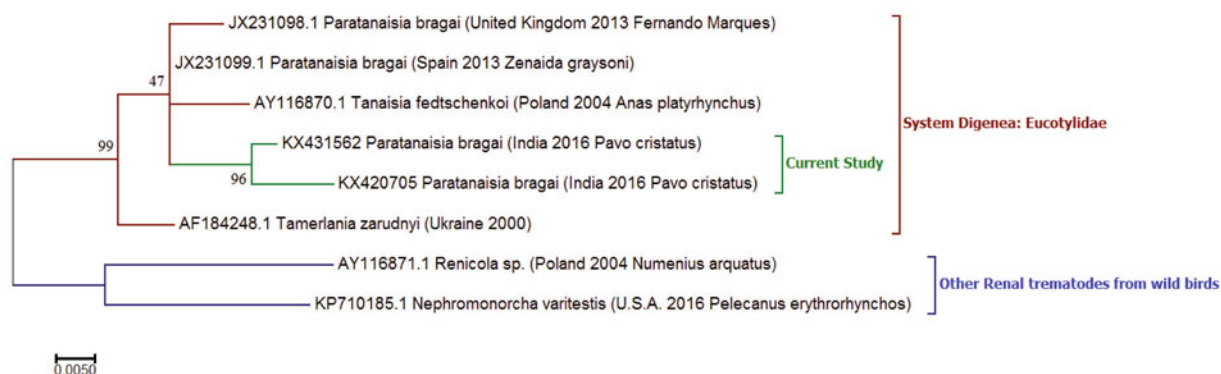 JX231098.1 Paratanaisia bragai (United Kingdom 2013 Fernando Marques)
JX231099.1 Paratanaisia bragai (Spain 2013 Zenaida graysoni)
47
AY116870.1 Tanaisia fedtschenkoi (Poland 2004 Anas platyrhynchus)
System Digenea: Eucotylidae
KX431562 Paratanaisia bragai (India 2016 Pavo cristatus)
99
Current Study
96
KX420705 Paratanaisia bragai (India 2016 Pavo cristatus)
AF184248.1 Tamerlania zarudnyi (Ukraine 2000)
AY116871.1 Renicola sp. (Poland 2004 Numenius arquatus)
Other Renal trematodes from wild birds
KP710185.1 Nephromonorcha varitestis (U.S.A. 2016 Pelecanus erythrorhynchos)
0.0050